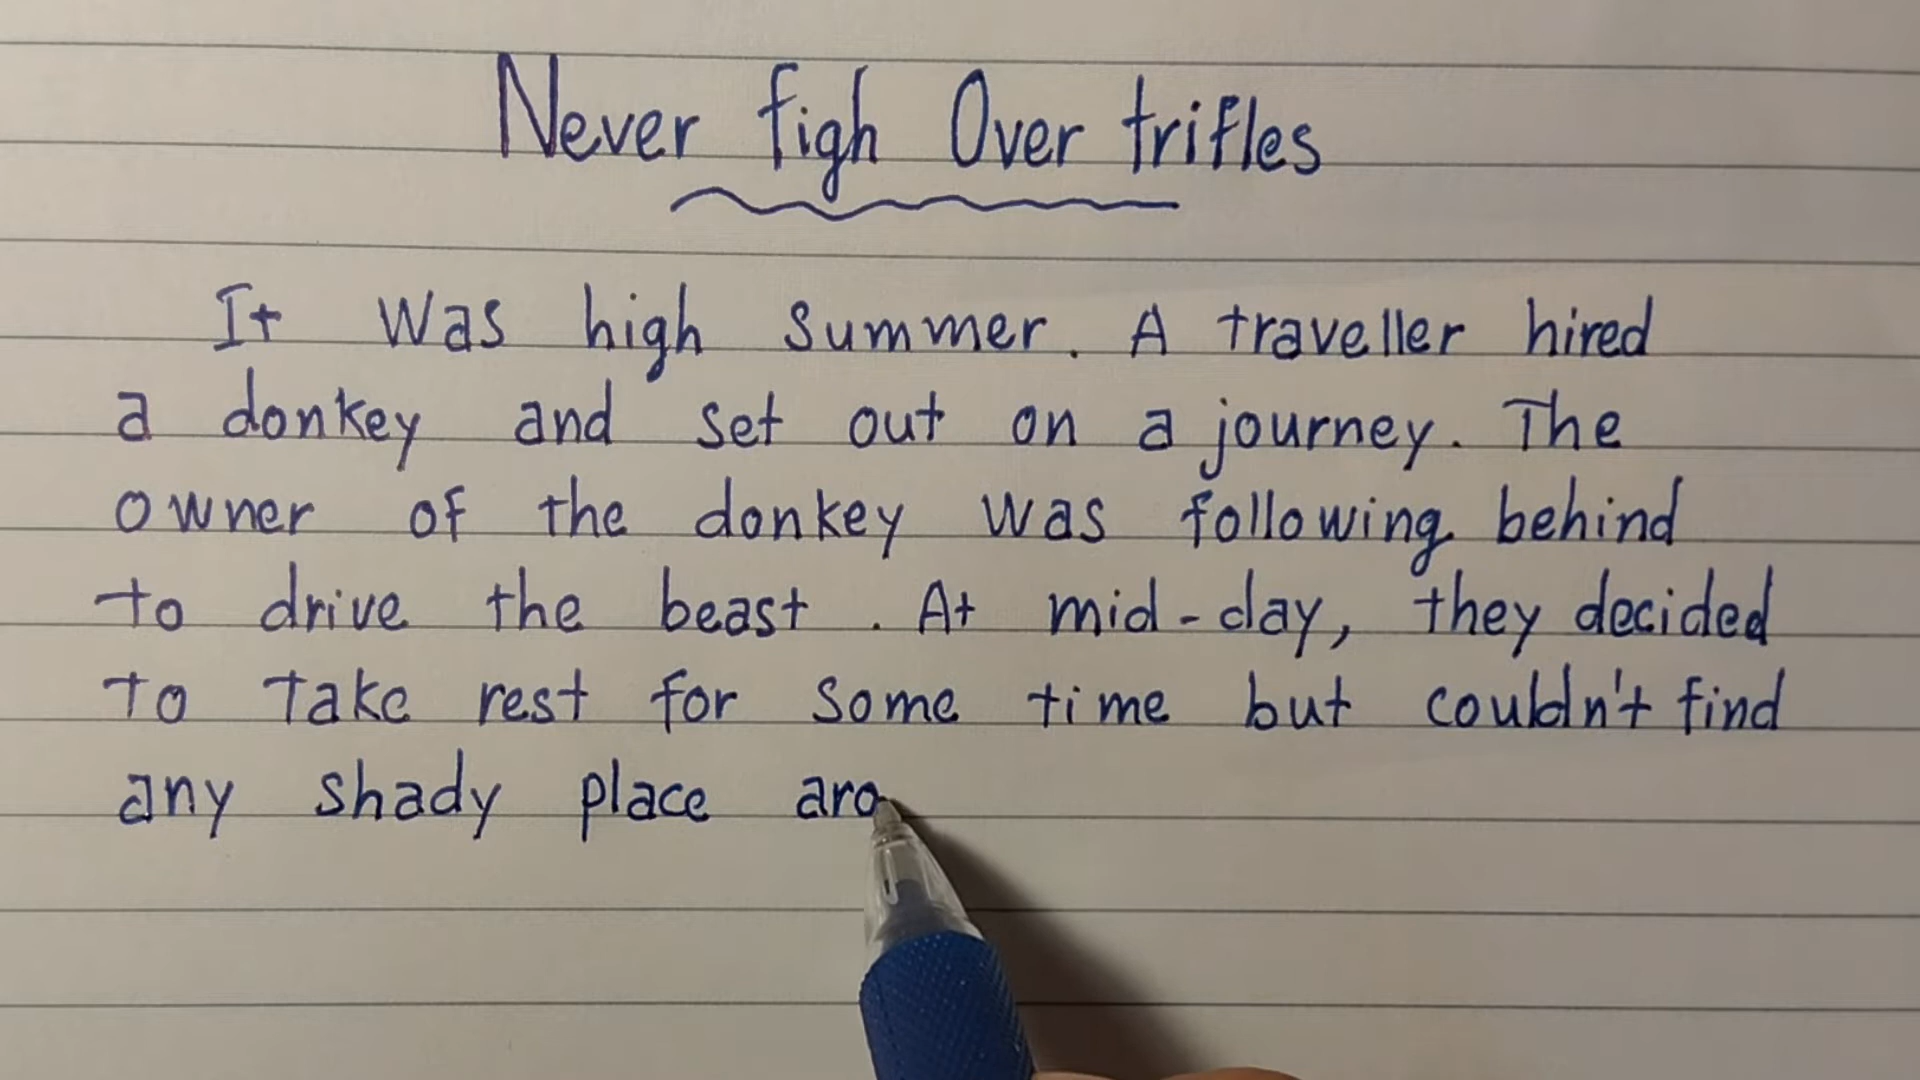 Never figh Over trifles
It was high summer. A traveller hired
a donkey and set out on a journey. The
owner of the donkey was following behind
to drive the beast. At mid-day, they decided
to take rest for some time but couldn't find
any shady place aro